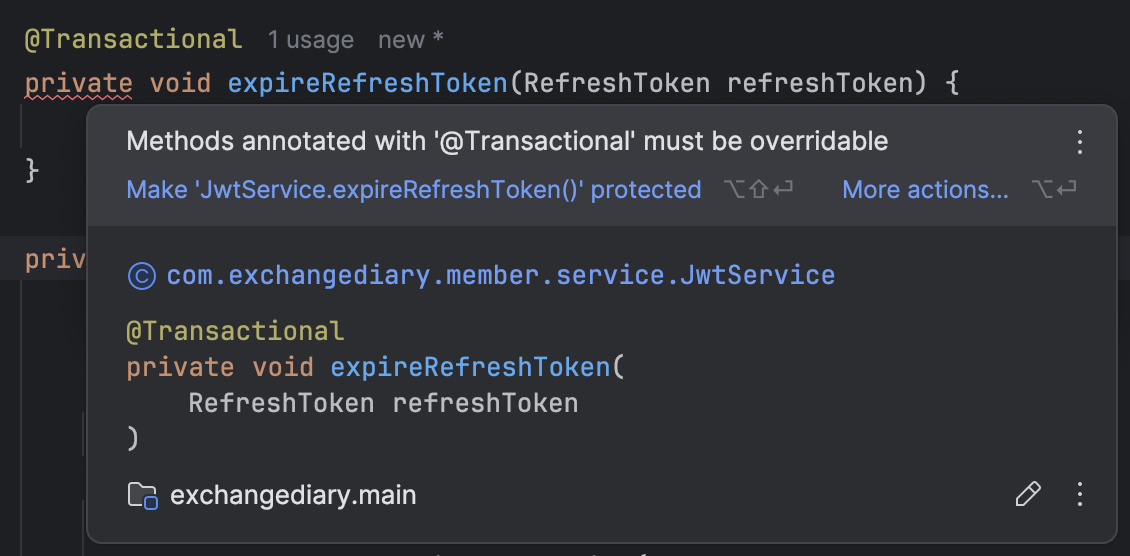 @Transactional 1 usage new *
private void expireRefreshToken(RefreshToken refreshToken) {
Methods annotated with '@Transactional' must be overridable
Make 'JwtService.expireRefreshToken()' protected ⌥⇧⏎ More actions... ⌥⏎
}
priv
© com.exchangediary.member.service.JwtService
@Transactional
private void expireRefreshToken(
RefreshToken refreshToken
)
exchangediary.main